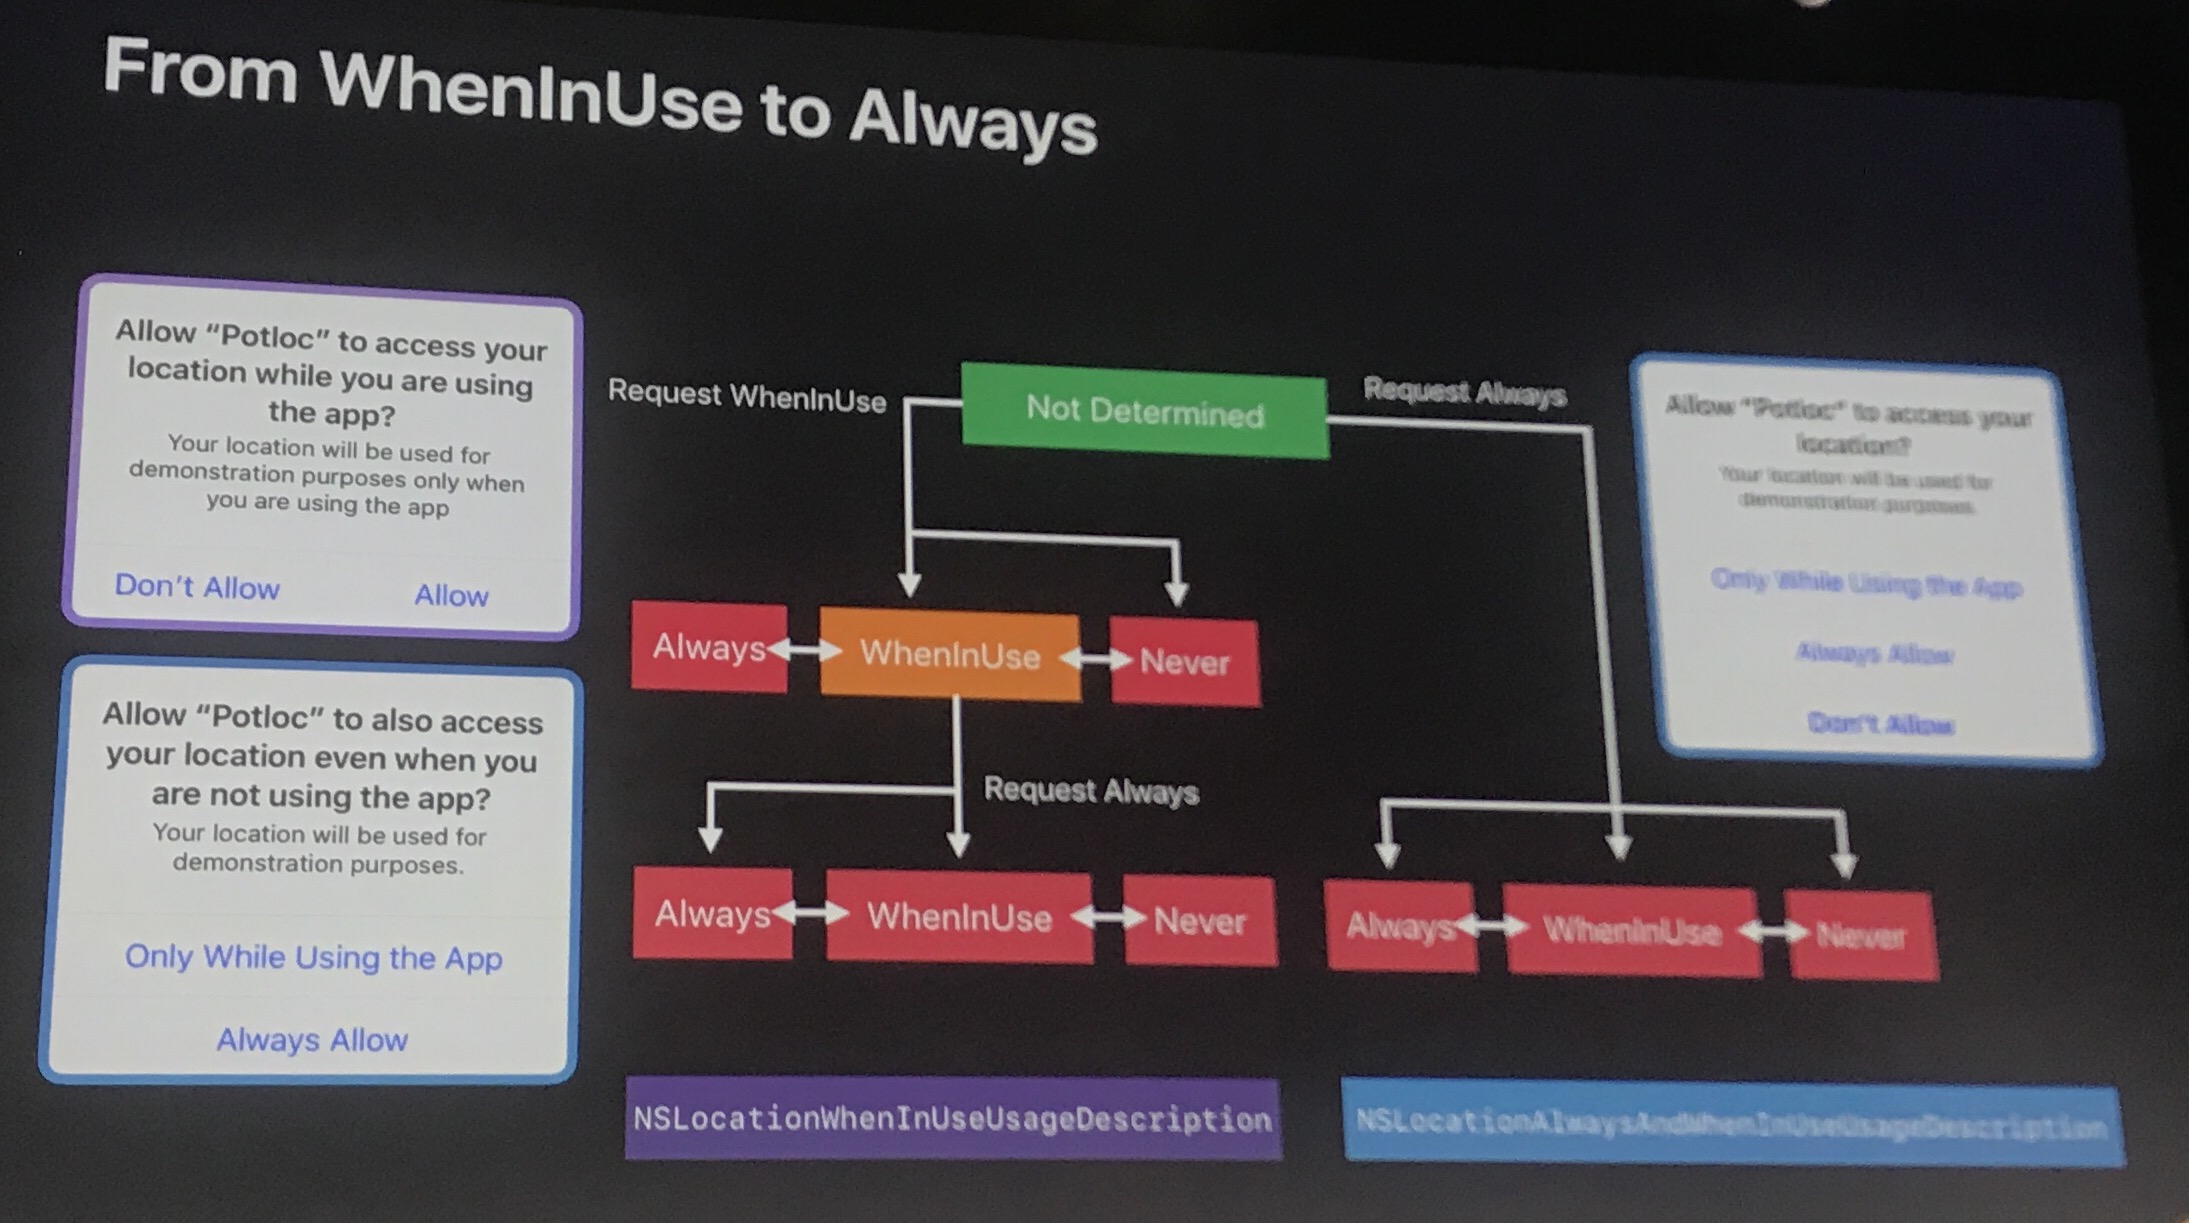 From WhenInUse to Always
Allow “Potloc” to access your
location while you are using
the app?
Your location will be used for
demonstration purposes only when
you are using the app
Don’t Allow
Allow
Allow “Potloc” to also access
your location even when you
are not using the app?
Your location will be used for
demonstration purposes.
Only While Using the App
Always Allow
Request WhenInUse
Not Determined
Request Always
Always
WhenInUse
Never
Request Always
Always
WhenInUse
Never
Always
WhenInUse
Never
Allow “Potloc” to access your
location?
Your location will be used for
demonstration purposes.
Only While Using the App
Always Allow
Don’t Allow
NSLocationWhenInUseUsageDescription
NSLocationAlwaysAndWhenInUseUsageDescription